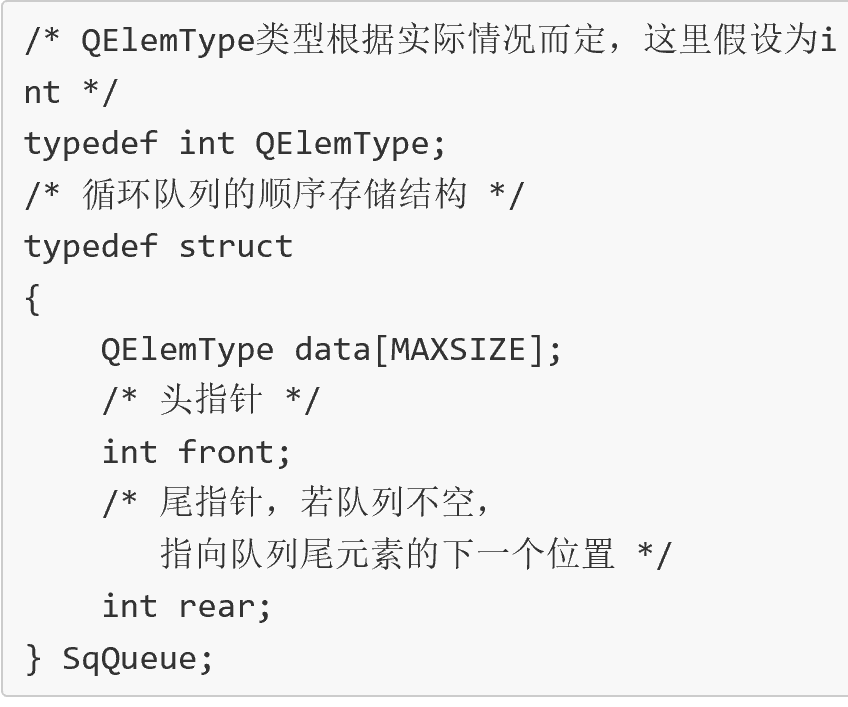 /* QElemType类型根据实际情况而定，这里假设为i
nt */
typedef int QElemType;
/* 循环队列的顺序存储结构 */
typedef struct
{
    QElemType data[MAXSIZE];
    /* 头指针 */
    int front;
    /* 尾指针，若队列不空，
       指向队列尾元素的下一个位置 */
    int rear;
} SqQueue;